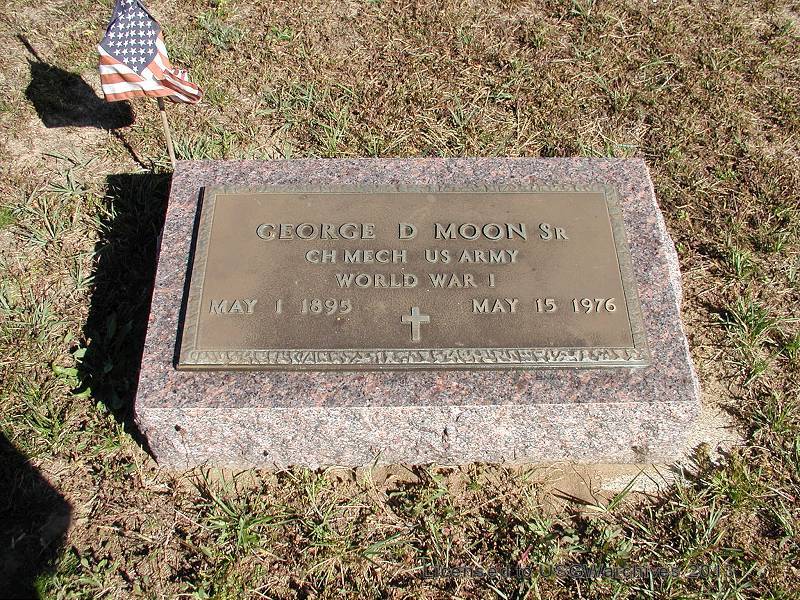 GEORGE D MOON SR
CH MECH US ARMY
WORLD WAR I
MAY 1 1895 MAY 15 1976